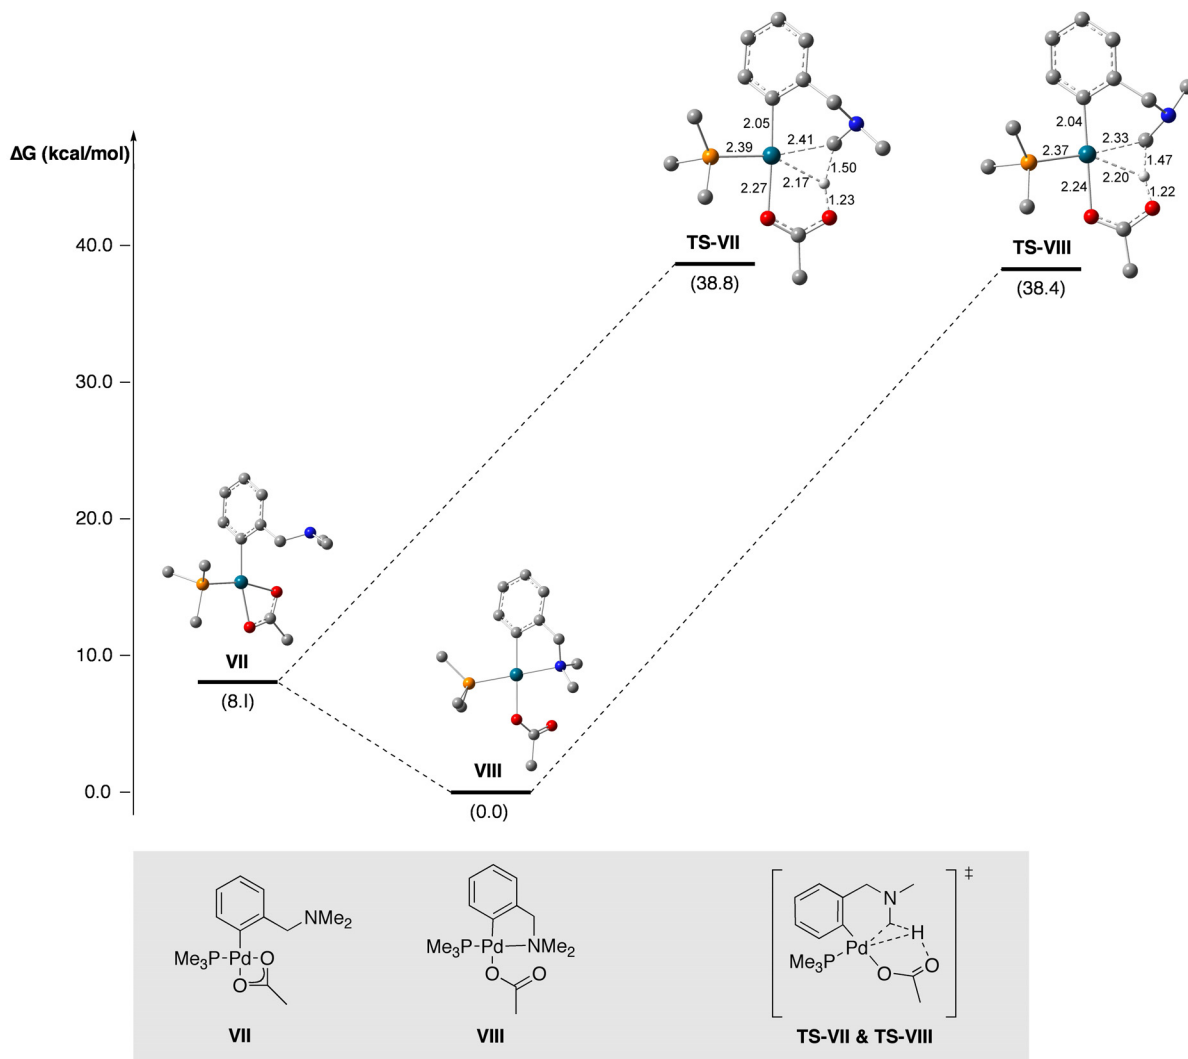 ΔG (kcal/mol)
40.0
30.0
20.0
10.0
0.0
2.05
2.39
2.41
1.50
2.17
2.27
1.23
TS-VII
(38.8)
2.04
2.37
2.33
1.47
2.20
2.24
1.22
TS-VIII
(38.4)
VII
(8.I)
VIII
(0.0)
NMe2
Me3P Pd O
O
VII
Me3P Pd NMe2
O O
VIII
N
H
Pd
Me3P O O
‡
TS-VII & TS-VIII